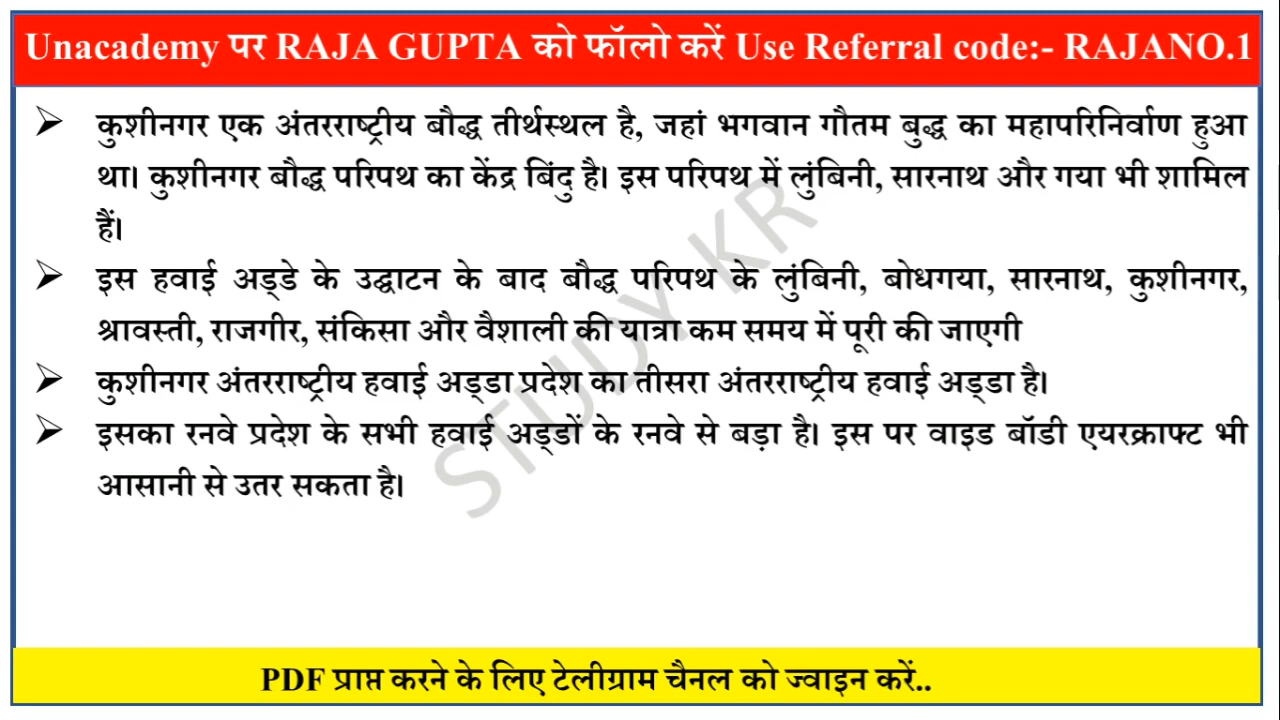 Unacademy पर RAJA GUPTA को फॉलो करें Use Referral code:- RAJANO.1
➢ कुशीनगर एक अंतरराष्ट्रीय बौद्ध तीर्थस्थल है, जहां भगवान गौतम बुद्ध का महापरिनिर्वाण हुआ
था। कुशीनगर बौद्ध परिपथ का केंद्र बिंदु है। इस परिपथ में लुंबिनी, सारनाथ और गया भी शामिल
हैं।
➢ इस हवाई अड्डे के उद्घाटन के बाद बौद्ध परिपथ के लुंबिनी, बोधगया, सारनाथ, कुशीनगर,
श्रावस्ती, राजगीर, संकिसा और वैशाली की यात्रा कम समय में पूरी की जाएगी
➢ कुशीनगर अंतरराष्ट्रीय हवाई अड्डा प्रदेश का तीसरा अंतरराष्ट्रीय हवाई अड्डा है।
➢ इसका रनवे प्रदेश के सभी हवाई अड्डों के रनवे से बड़ा है। इस पर वाइड बॉडी एयरक्राफ्ट भी
आसानी से उतर सकता है।
STUDY KR
PDF प्राप्त करने के लिए टेलीग्राम चैनल को ज्वाइन करें..